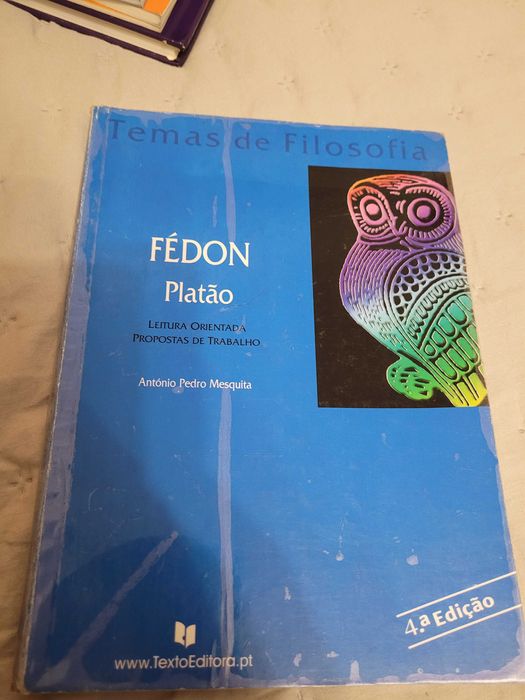 Temas de Filosofia
FÉDON
Platão
LEITURA ORIENTADA
PROPOSTAS DE TRABALHO
António Pedro Mesquita
4.ª Edição
www.TextoEditora.pt